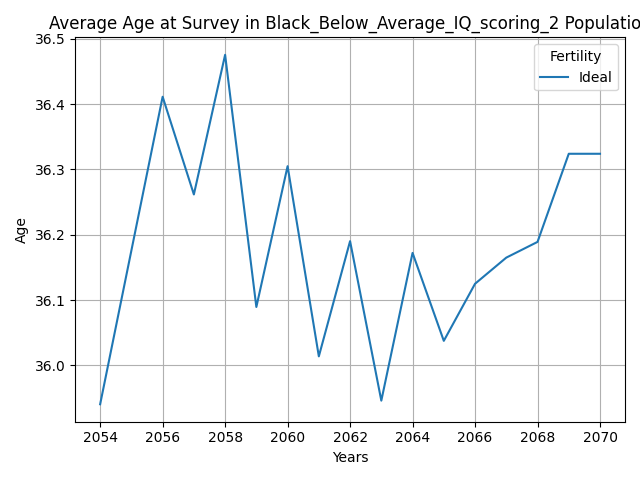 Average Age at Survey in Black_Below_Average_IQ_scoring_2 Populatio
36.5
36.4
36.3
36.2
36.1
36.0
Age
Fertility
Ideal
2054 2056 2058 2060 2062 2064 2066 2068 2070
Years